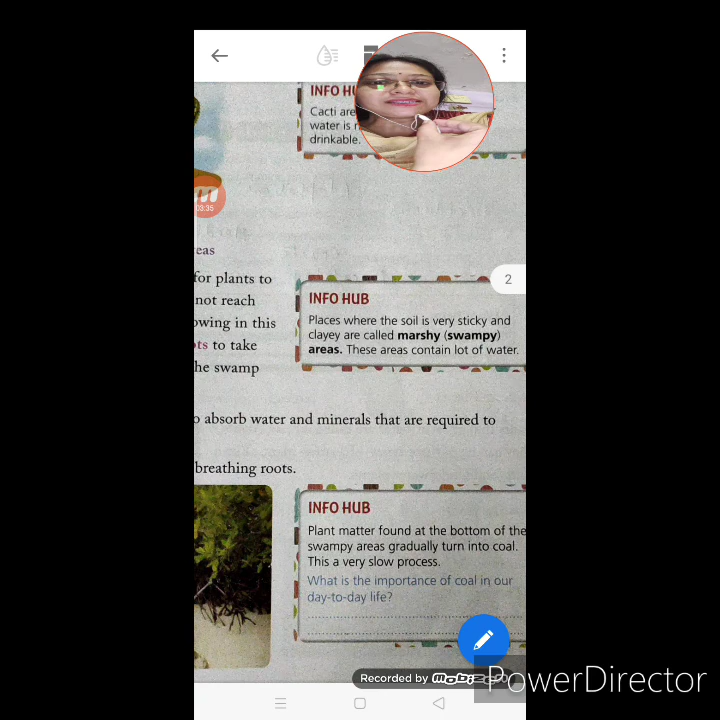 INFO HU
Cacti are
water is
drinkable.
03:35
eas
for plants to
not reach
owing in this
ts to take
he swamp
2
INFO HUB
Places where the soil is very sticky and
clayey are called marshy (swampy)
areas. These areas contain lot of water.
o absorb water and minerals that are required to
breathing roots.
INFO HUB
Plant matter found at the bottom of the
swampy areas gradually turn into coal.
This a very slow process.
What is the importance of coal in our
day-to-day life?
Recorded by
PowerDirector